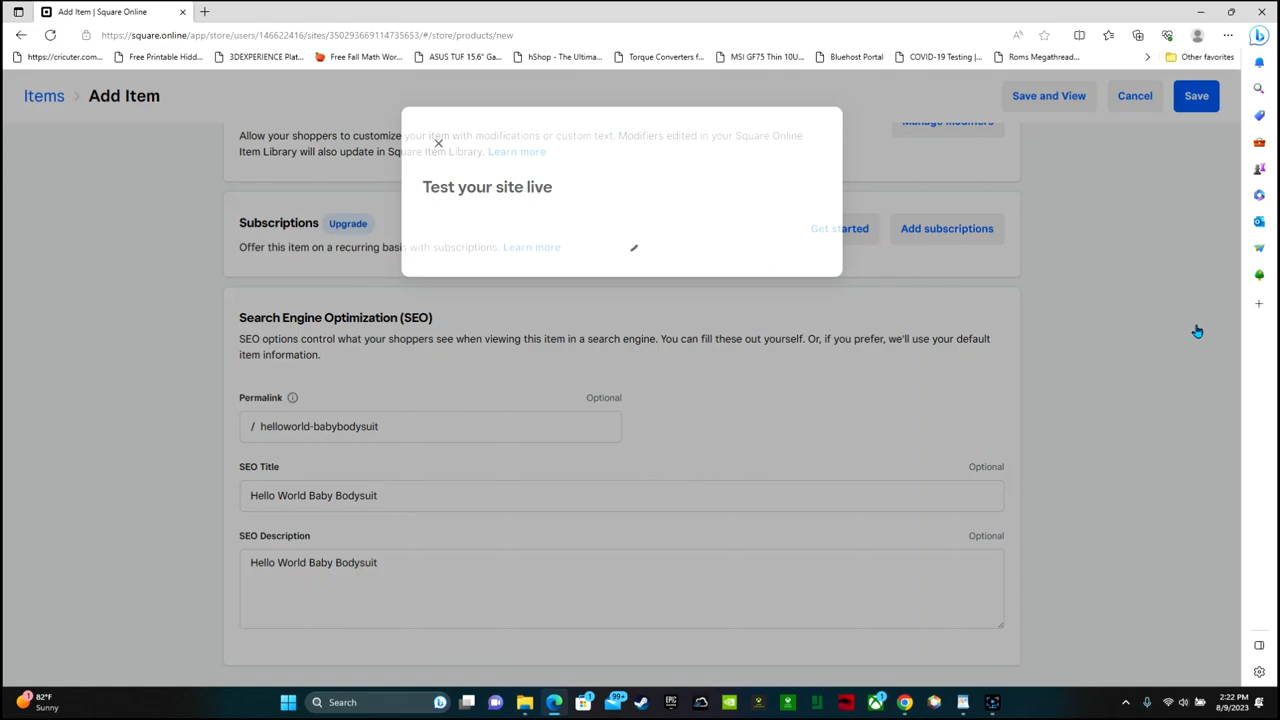 Add Item | Square Online
https://square.online/app/store/users/146622416/sites/350293669114735653/#/store/products/new
https://cricuter.com...
Free Printable Hidd...
3DEXPERIENCE Plat...
Free Fall Math Wor...
ASUS TUF 15.6" Ga...
hShop - The Ultima...
Torque Converters f...
MSI GF75 Thin 10U...
Bluehost Portal
COVID-19 Testing |...
Roms Megathread...
Other favorites
Items > Add Item
Save and View
Cancel
Save
Allow your shoppers to customize your item with modifications or custom text. Modifiers edited in your Square Online
Item Library will also update in Square Item Library. Learn more
Manage modifiers
Test your site live
Subscriptions Upgrade
Offer this item on a recurring basis with subscriptions. Learn more
Get started
Add subscriptions
Search Engine Optimization (SEO)
SEO options control what your shoppers see when viewing this item in a search engine. You can fill these out yourself. Or, if you prefer, we'll use your default
item information.
Permalink
Optional
/ helloworld-babybodysuit
SEO Title
Optional
Hello World Baby Bodysuit
SEO Description
Optional
Hello World Baby Bodysuit
82°F
Sunny
Search
99+
EPIC
2:22 PM
8/9/2023